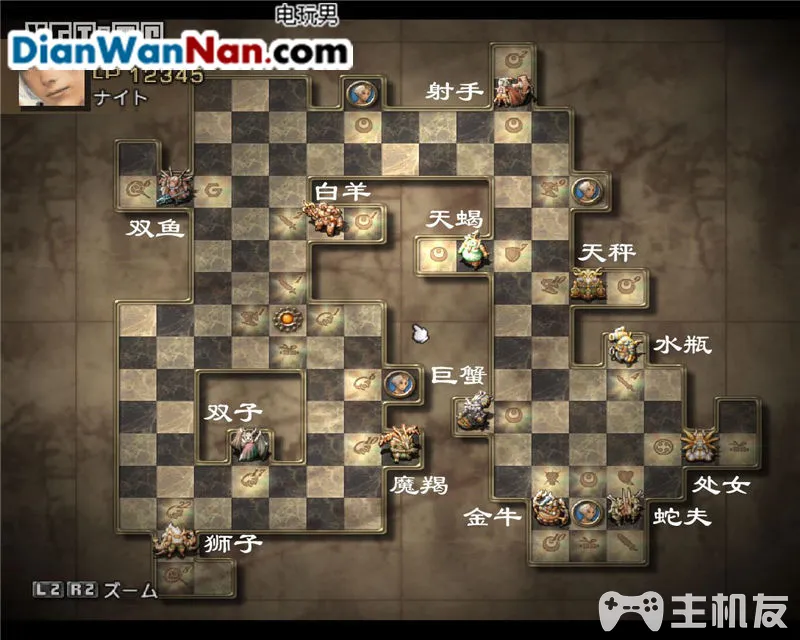 电玩男
DianWanNan.com
LP 12345
ナイト
射手
白羊
双鱼
天蝎
天秤
水瓶
巨蟹
双子
魔羯
处女
金牛
蛇夫
狮子
L2 R2 ズーム
主机友